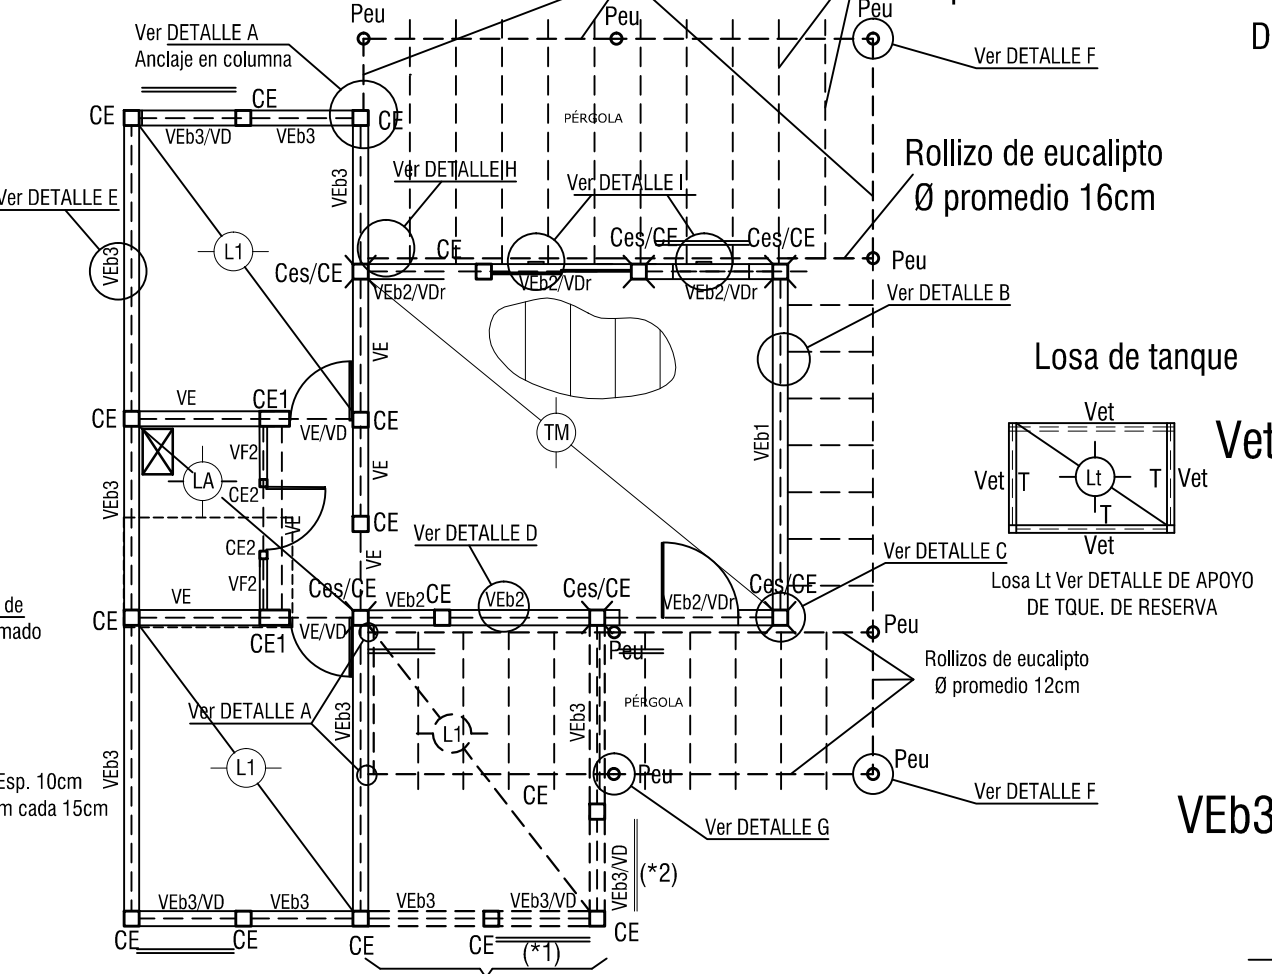 Peu
Peu
Peu
Ver DETALLE A
Anclaje en columna
Ver DETALLE F
D
CE
CE
CE
VEb3/VD
VEb3
PÉRGOLA
Rollizo de eucalipto
Ø promedio 16cm
Ver DETALLE H
Ver DETALLE I
VEb3
Ver DETALLE E
VEb3
L1
Ces/CE
CE
Ces/CE
Ces/CE
Peu
VEb2/VDr
VEb2/VDr
VEb2/VDr
Ver DETALLE B
VE
Losa de tanque
VE
CE1
CE
CE
VE/VD
TM
VEb1
Vet
Vet
Vet
T
Lt
T
Vet
T
Vet
VF2
VE
LA
CE2
VEb3
VE
CE
Ver DETALLE D
CE2
VE
Ver DETALLE C
VF2
Losa Lt Ver DETALLE DE APOYO
DE TQUE. DE RESERVA
VE
Ces/CE
VEb2
CE
VEb2
Ces/CE
VEb2/VDr
Ces/CE
de
rmado
CE
CE1
VE/VD
Peu
Peu
Rollizos de eucalipto
Ø promedio 12cm
Ver DETALLE A
VEb3
L1
VEb3
PÉRGOLA
VEb3
L1
Peu
Peu
Esp. 10cm
m cada 15cm
CE
Ver DETALLE F
Ver DETALLE G
VEb3
VEb3/VD
(*2)
VEb3/VD
VEb3
VEb3
VEb3/VD
CE
CE
CE
CE
CE
(*1)